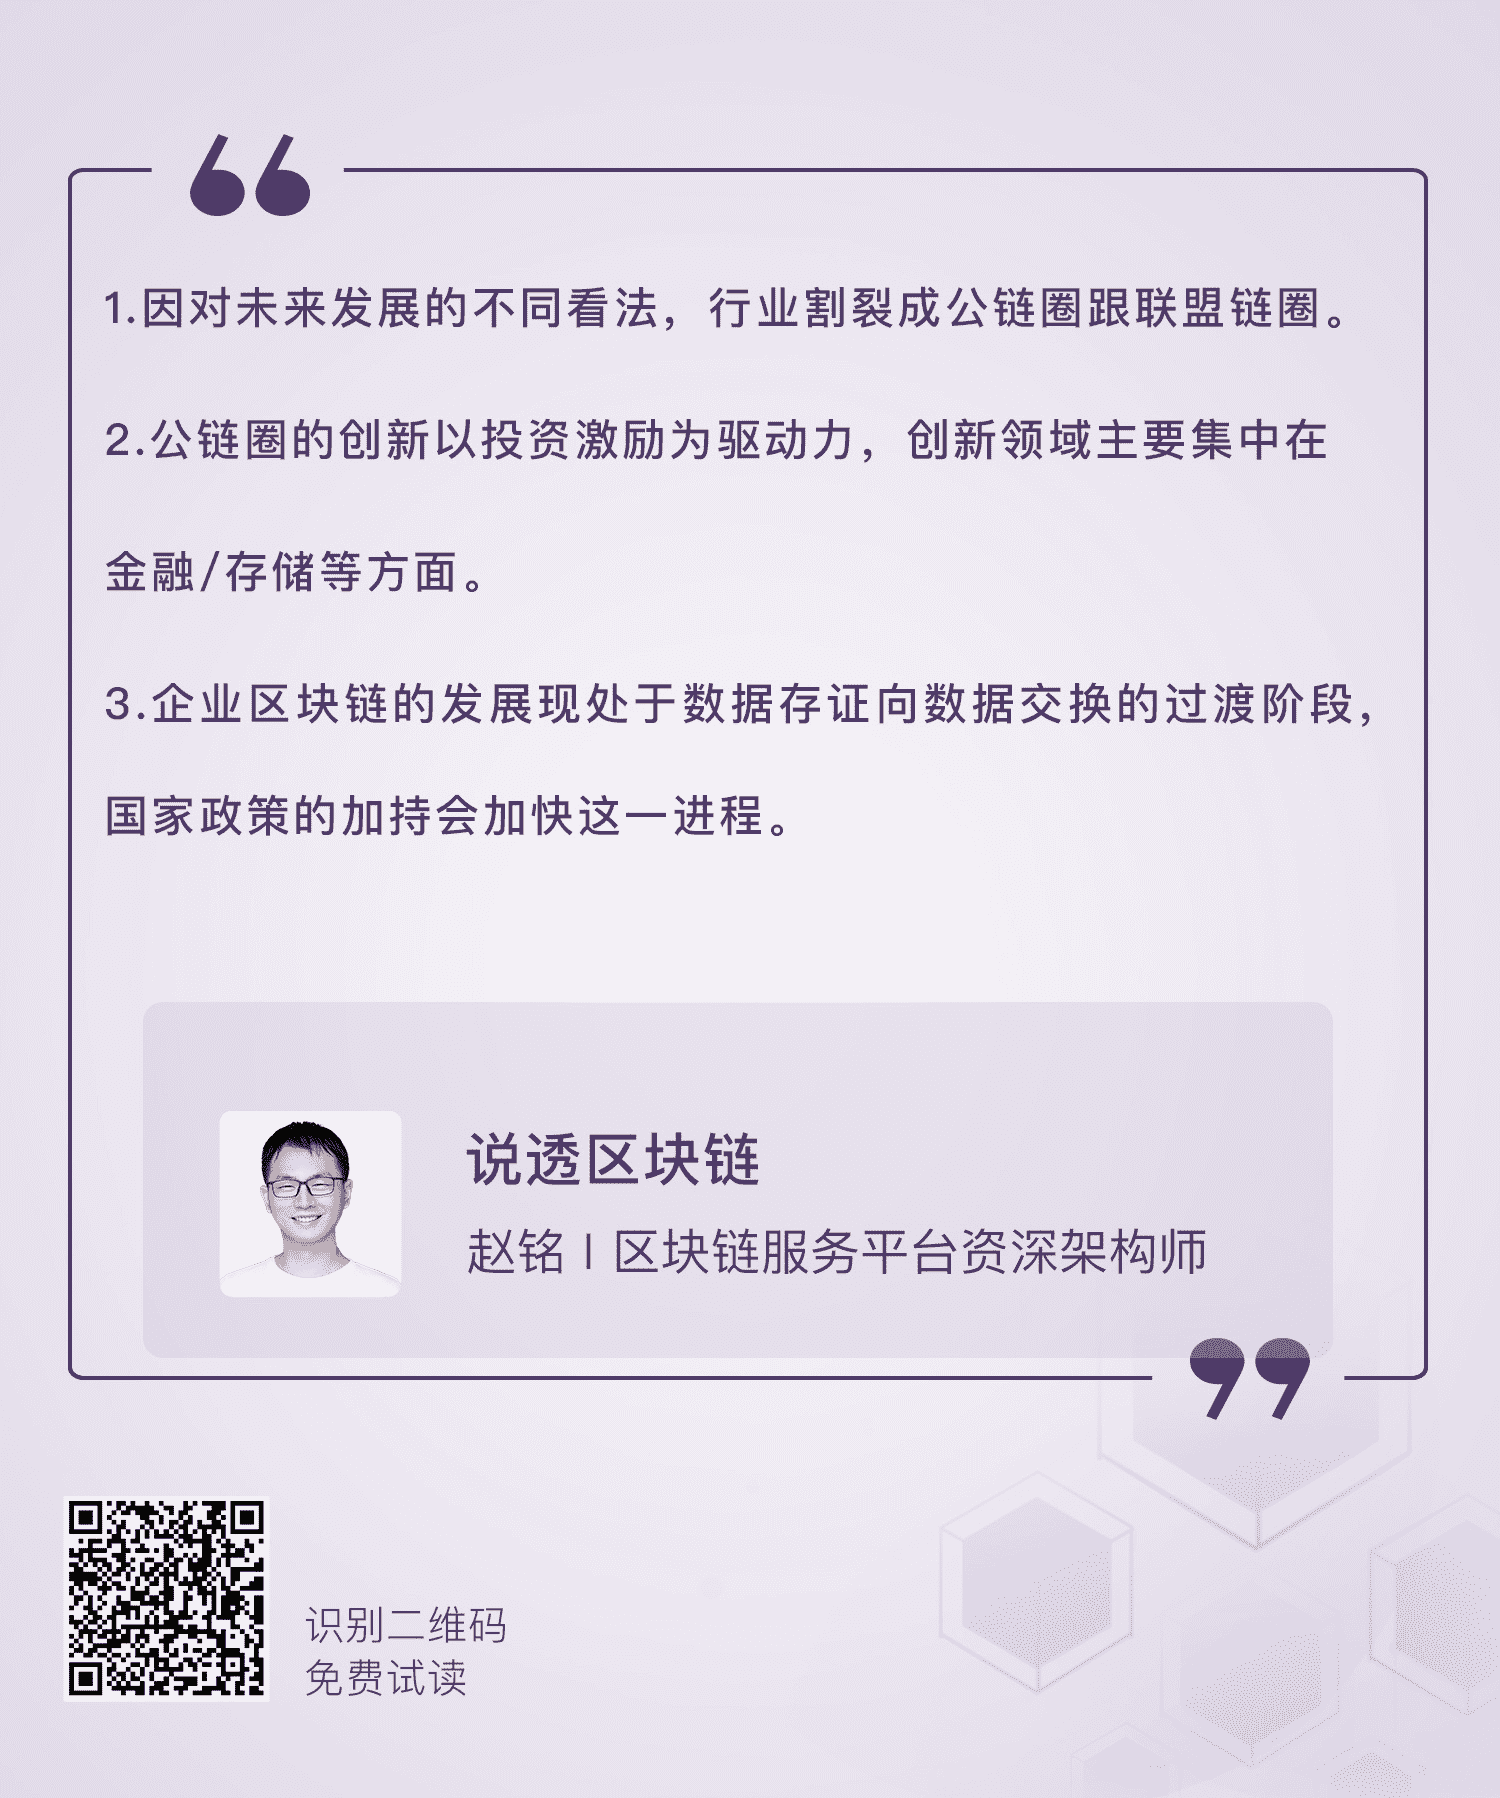 1.因对未来发展的不同看法，行业割裂成公链圈跟联盟链圈。
2.公链圈的创新以投资激励为驱动力，创新领域主要集中在
金融/存储等方面。
3.企业区块链的发展现处于数据存证向数据交换的过渡阶段，
国家政策的加持会加快这一进程。
说透区块链
赵铭 | 区块链服务平台资深架构师
识别二维码
免费试读